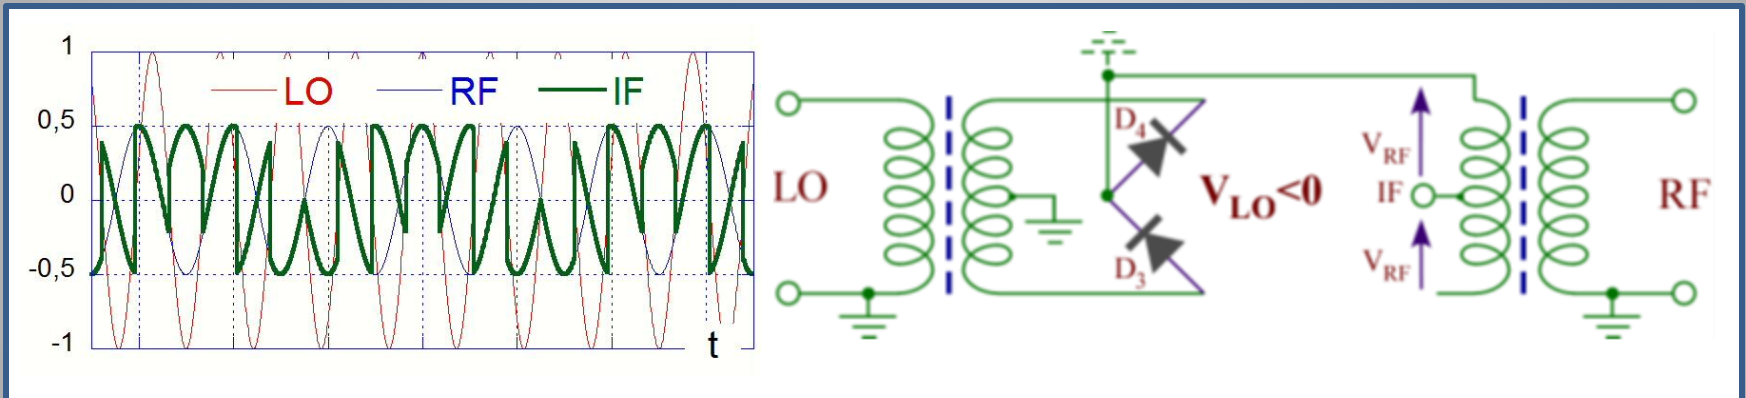 1
0,5
0
-0,5
-1
LO RF IF
t
LO
D4
D3
VLO<0
VRF
IF
VRF
RF